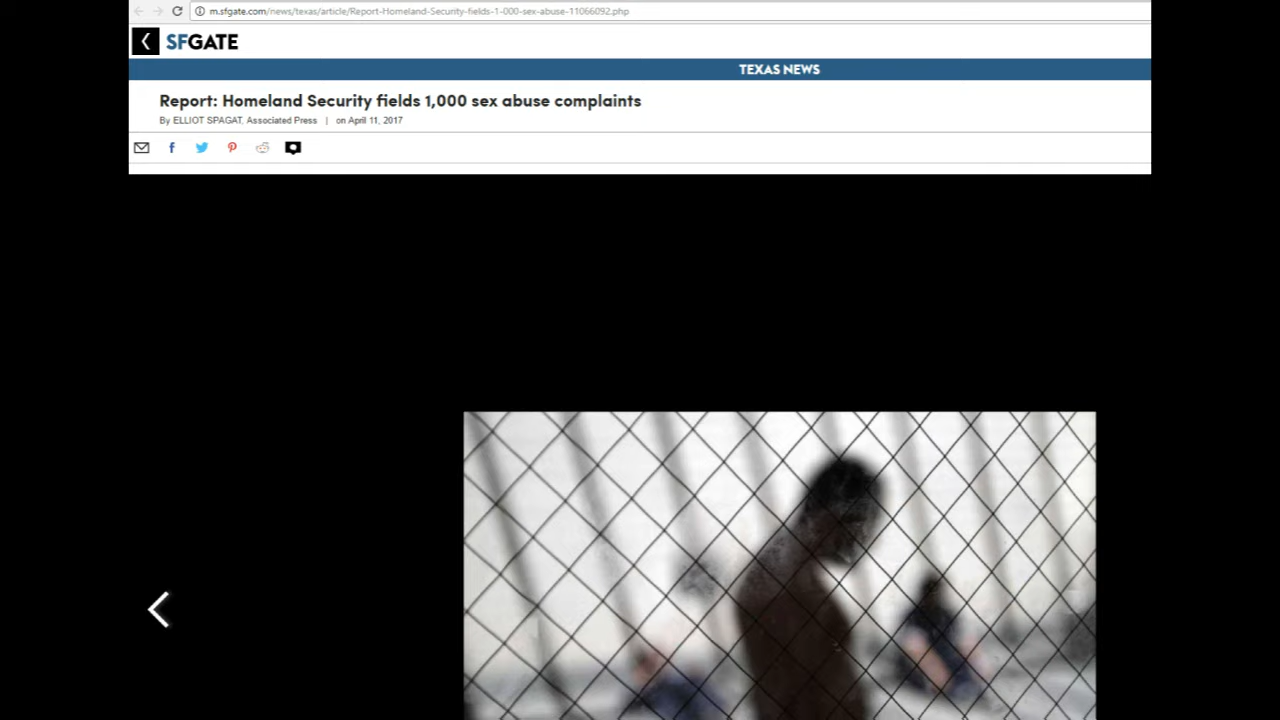 m.sfgate.com/news/texas/article/Report-Homeland-Security-fields-1-000-sex-abuse-11066092.php
SFGATE
TEXAS NEWS
Report: Homeland Security fields 1,000 sex abuse complaints
By ELLIOT SPAGAT, Associated Press | on April 11, 2017